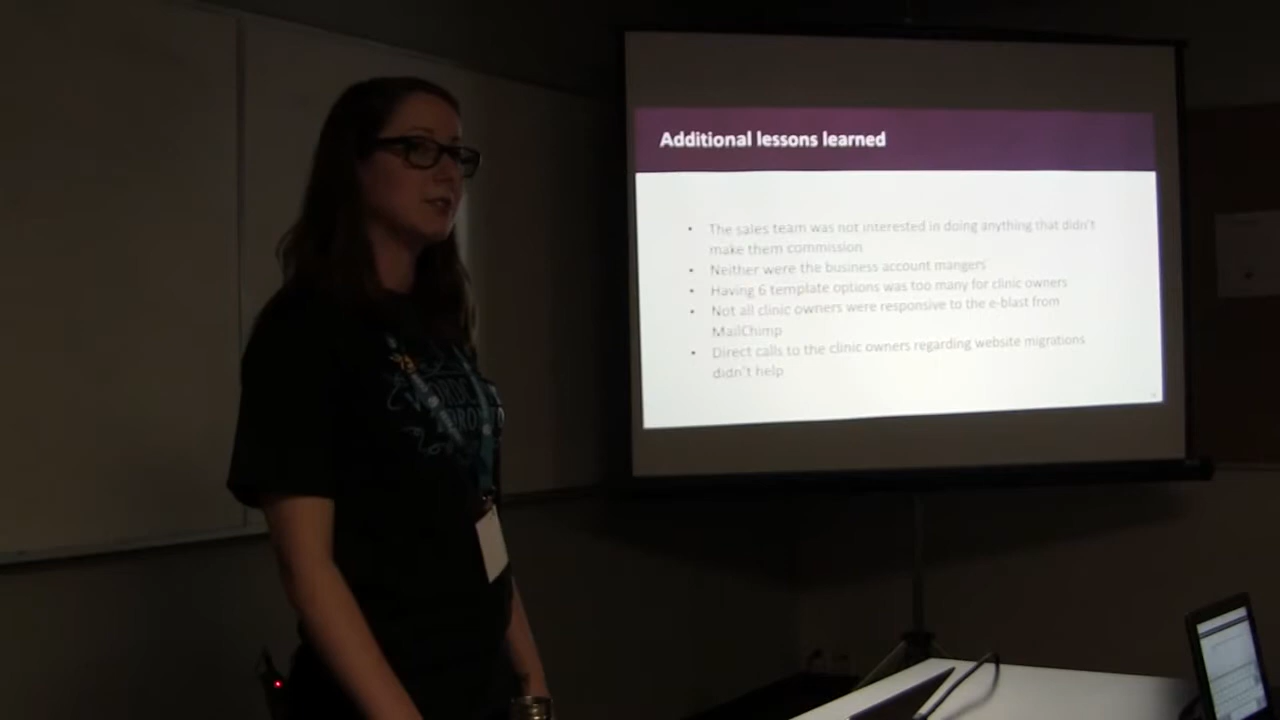 Additional lessons learned
• The sales team was not interested in doing anything that didn't
make them commission
• Neither were the business account mangers
• Having 6 template options was too many for clinic owners
• Not all clinic owners were responsive to the e-blast from
MailChimp
• Direct calls to the clinic owners regarding website migrations
didn't help